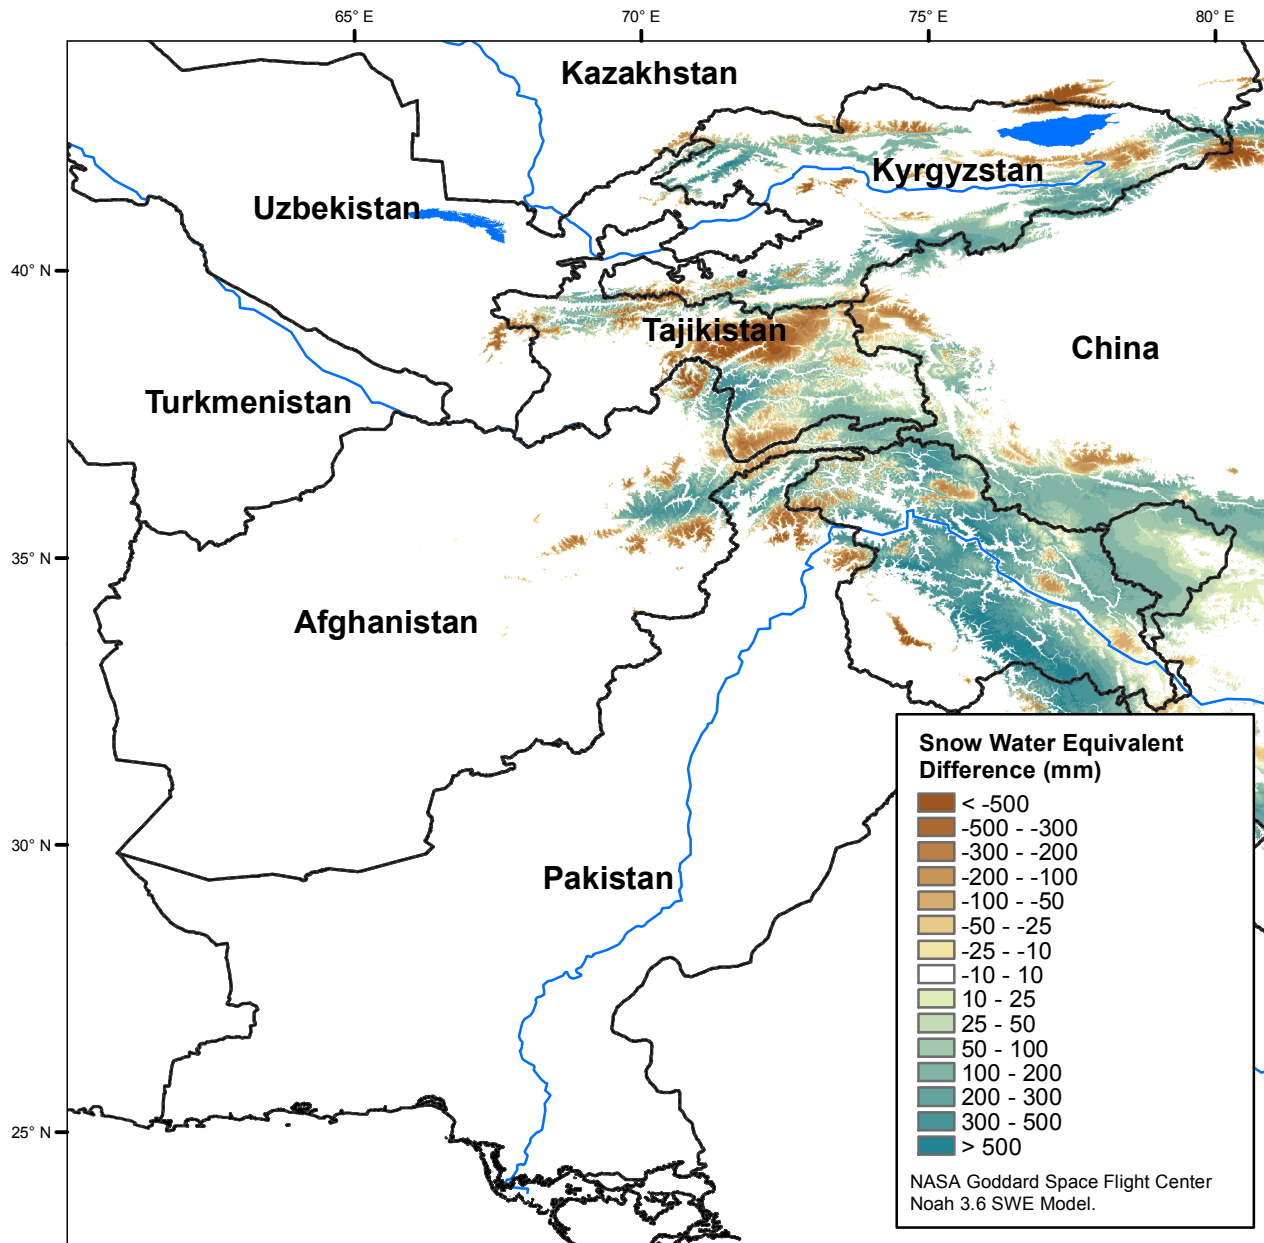 65° E
70° E
75° E
80° E
Kazakhstan
Kyrgyzstan
Uzbekistan
40° N
Tajikistan
China
Turkmenistan
35° N
Afghanistan
30° N
Pakistan
25° N
Snow Water Equivalent
Difference (mm)
< -500
-500 - -300
-300 - -200
-200 - -100
-100 - -50
-50 - -25
-25 - -10
-10 - 10
10 - 25
25 - 50
50 - 100
100 - 200
200 - 300
300 - 500
> 500
NASA Goddard Space Flight Center
Noah 3.6 SWE Model.